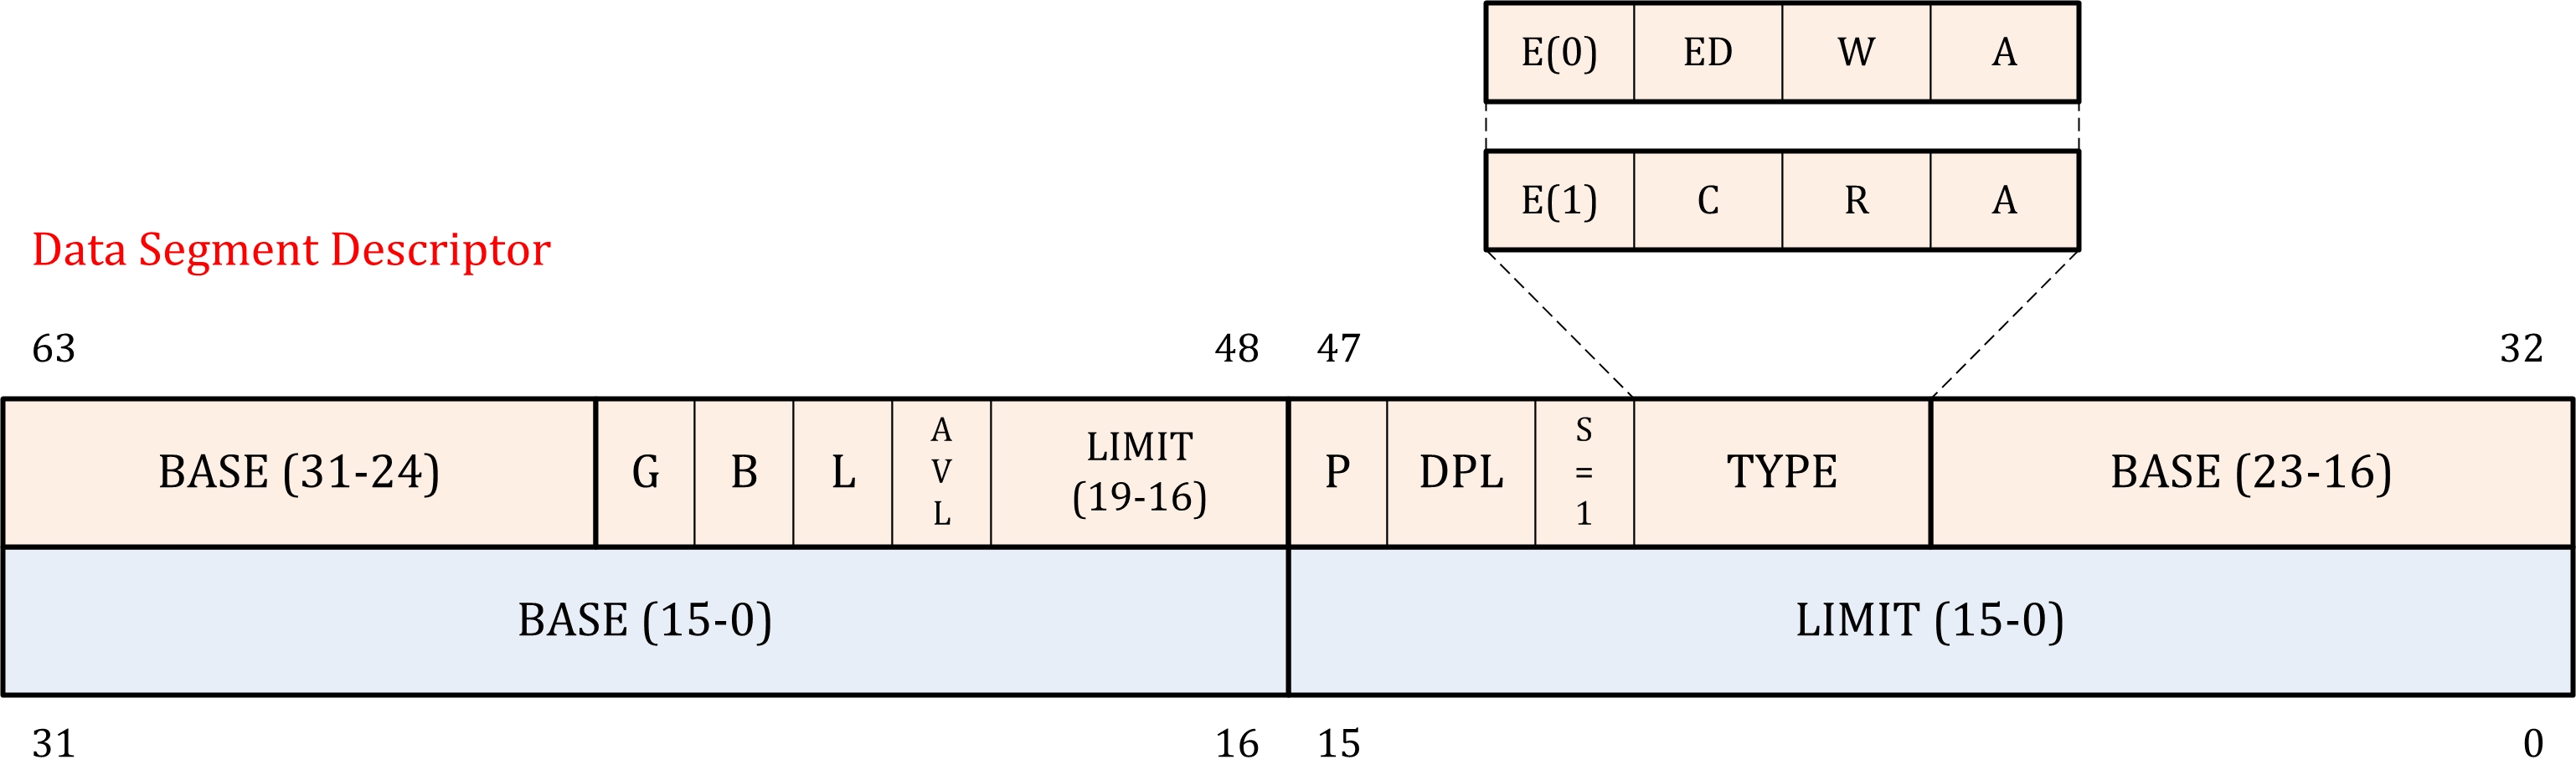 E(0) ED W A
E(1) C R A
Data Segment Descriptor
63 48 47 32
BASE (31-24) G B L A V L LIMIT (19-16) P DPL S = 1 TYPE BASE (23-16)
BASE (15-0) LIMIT (15-0)
31 16 15 0